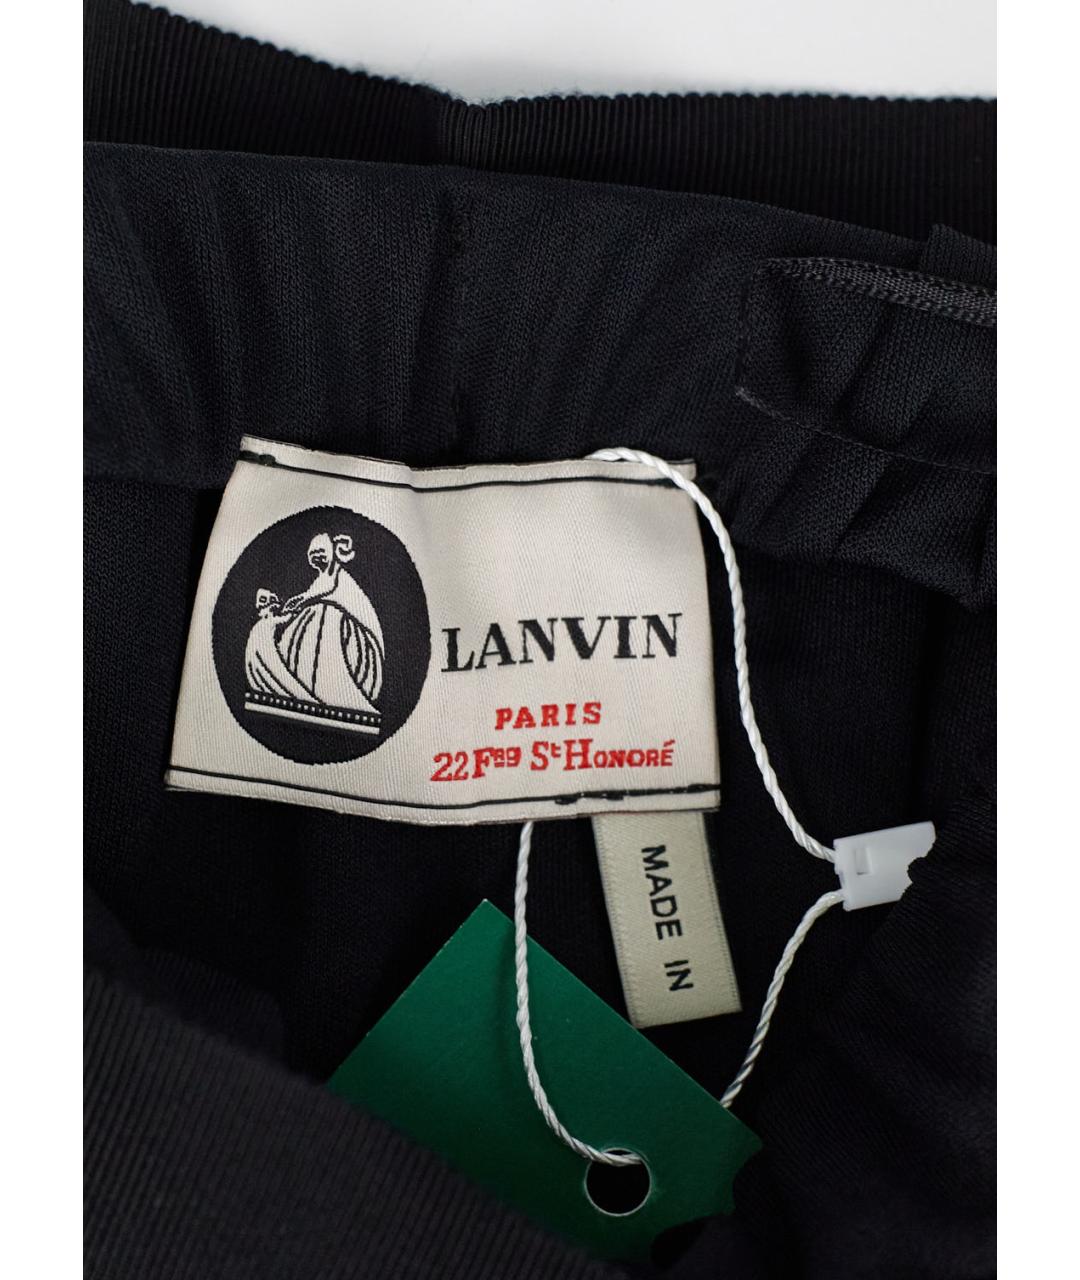 LANVIN
PARIS
22 Fbg St Honoré
MADE IN